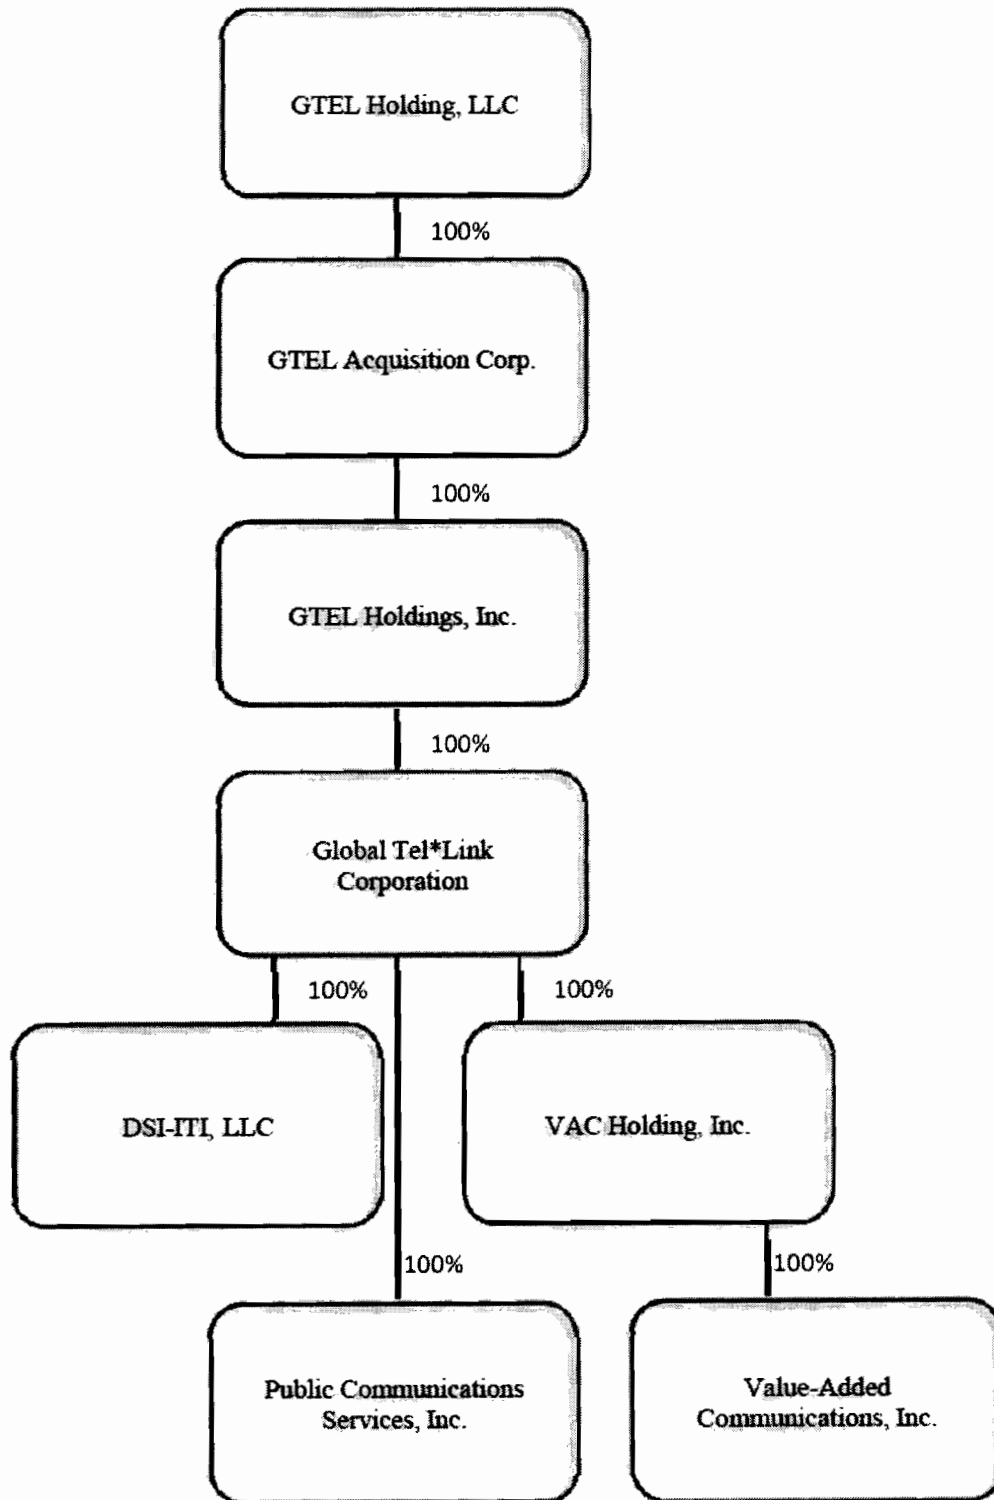 GTEL Holding, LLC
100%
GTEL Acquisition Corp.
100%
GTEL Holdings, Inc.
100%
Global Tel*Link
Corporation
100%
100%
DSI-ITI, LLC
VAC Holding, Inc.
100%
100%
Public Communications
Services, Inc.
Value-Added
Communications, Inc.